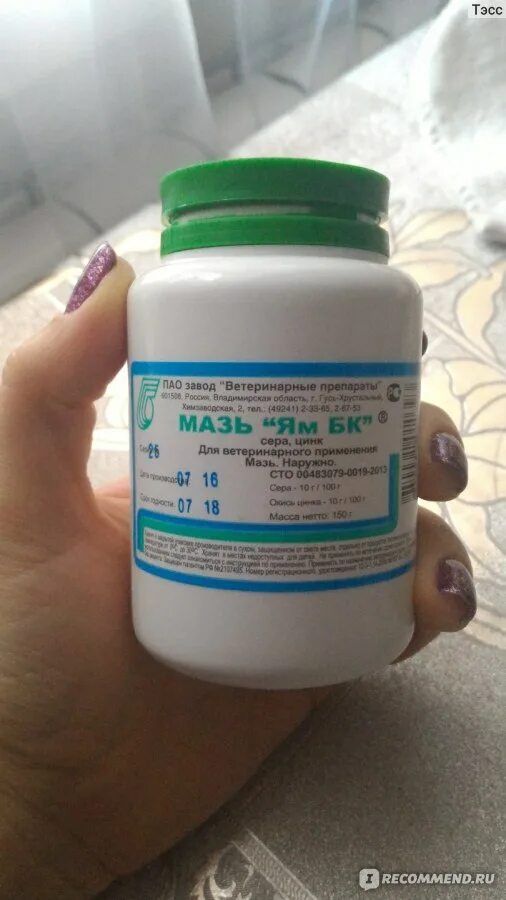 Тэсс
ПАО завод "Ветеринарные препараты"
601508, Россия, Владимирская область, г. Гусь-Хрустальный,
Химзаводская, 2, тел.: (49241) 2-33-65, 2-67-53
МАЗЬ "Ям БК" ®
сера, цинк
Для ветеринарного применения
Мазь. Наружно.
Серия 26
СТО 00483079-0019-2013
Дата производства 07 16
Сера - 10 г / 100 г
Срок годности: 07 18
Окись цинка - 10 г / 100 г
Масса нетто: 150 г
IRECOMMEND.RU